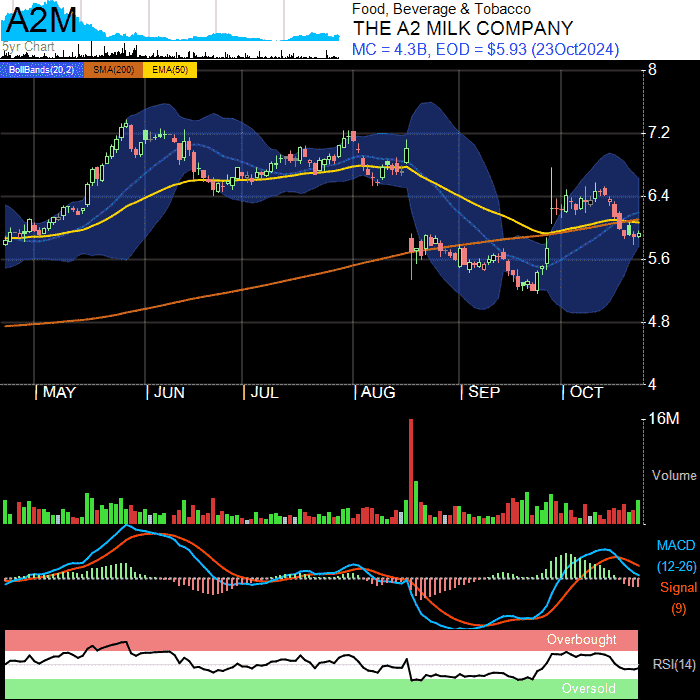 A2M
5yr Chart
Food, Beverage & Tobacco
THE A2 MILK COMPANY
MC = 4.3B, EOD = $5.93 (23Oct2024)
BollBands(20,2) SMA(200) EMA(50)
8
7.2
6.4
5.6
4.8
4
MAY JUN JUL AUG SEP OCT
16M
Volume
MACD
(12-26)
Signal
(9)
Overbought
RSI(14)
Oversold